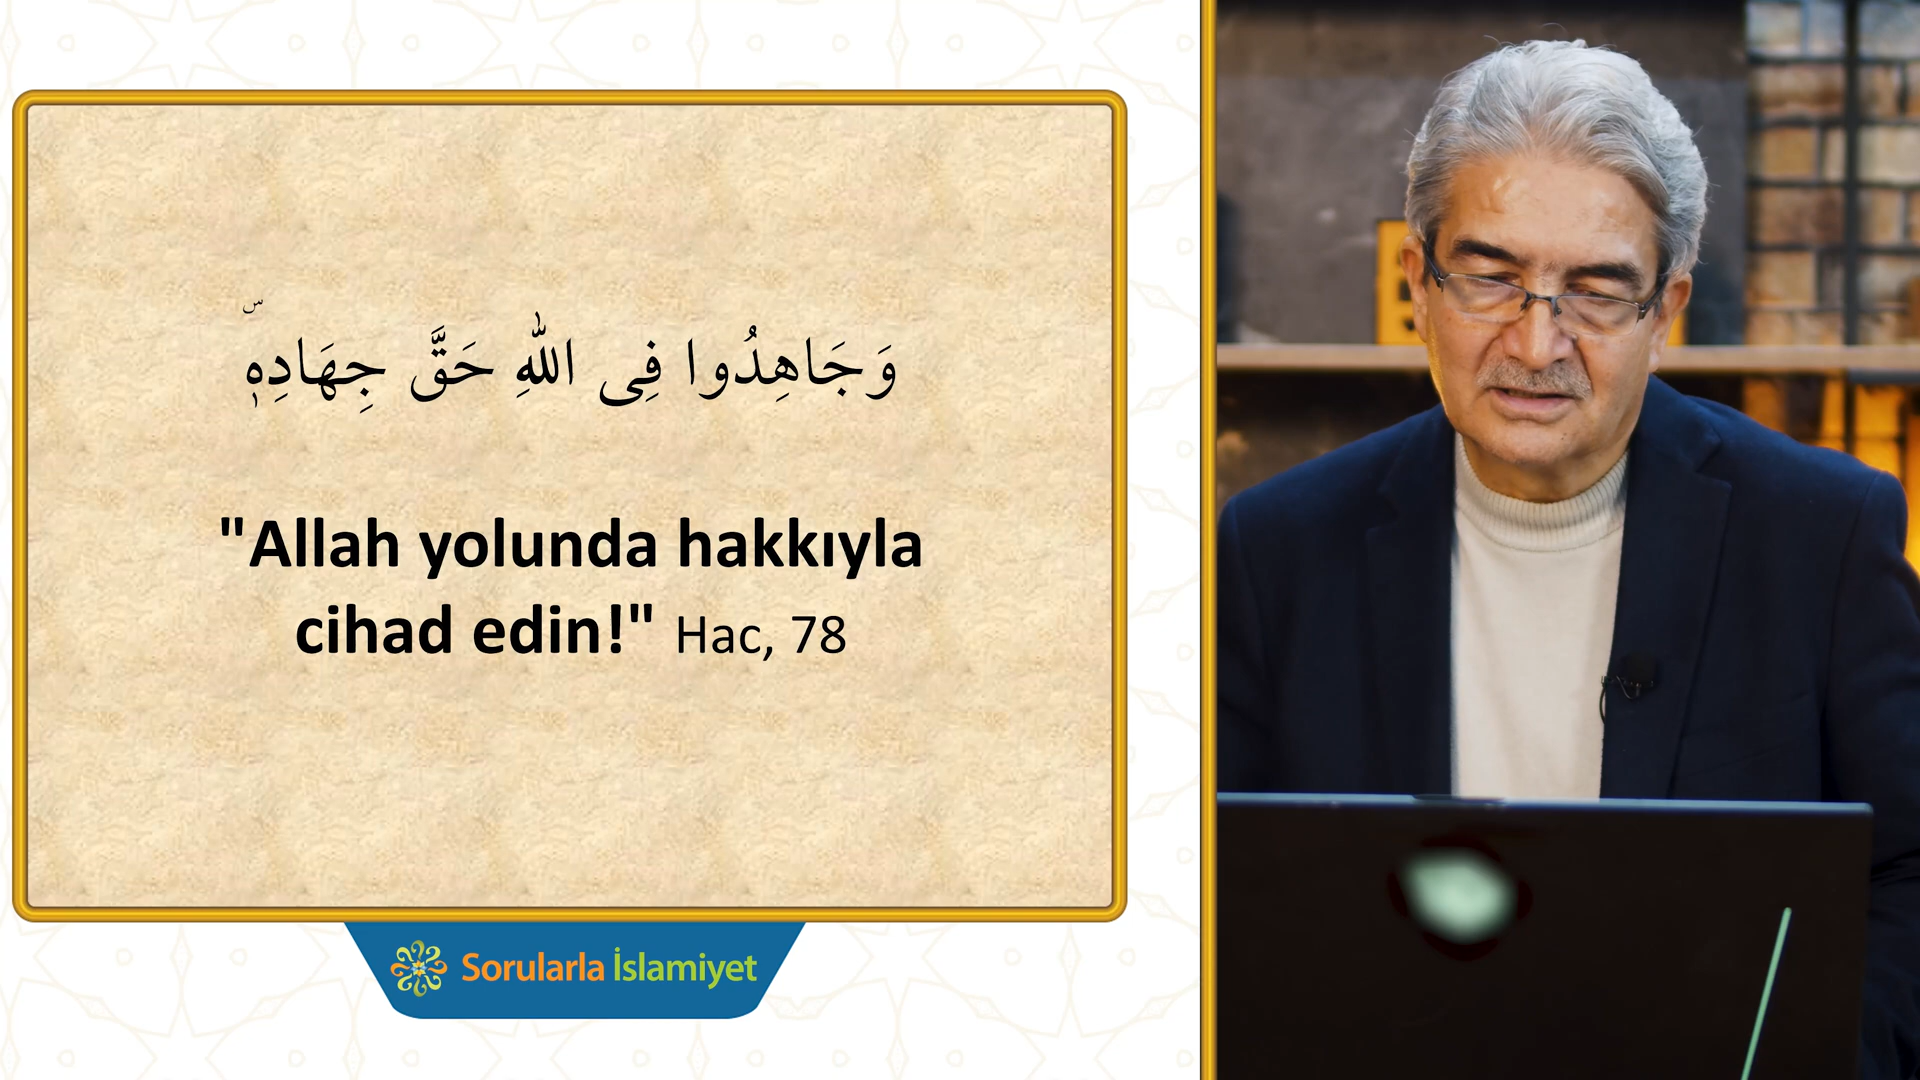 وَجَاهِدُوا فِى اللّٰهِ حَقَّ جِهَادِهٖۜ
"Allah yolunda hakkıyla
cihad edin!" Hac, 78
Sorularla İslamiyet